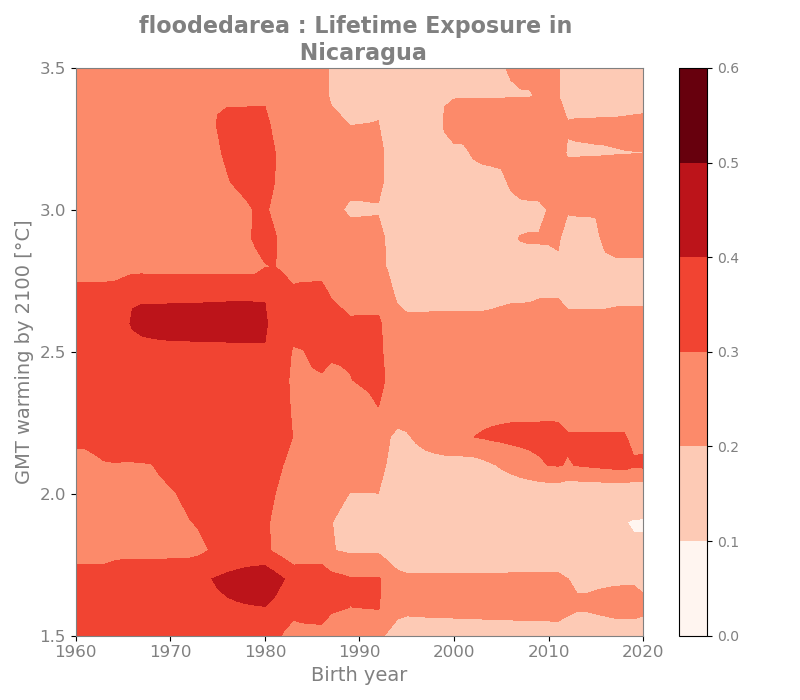 floodedarea : Lifetime Exposure in
Nicaragua
3.5
3.0
2.5
2.0
1.5
GMT warming by 2100 [°C]
1960 1970 1980 1990 2000 2010 2020
Birth year
0.6
0.5
0.4
0.3
0.2
0.1
0.0